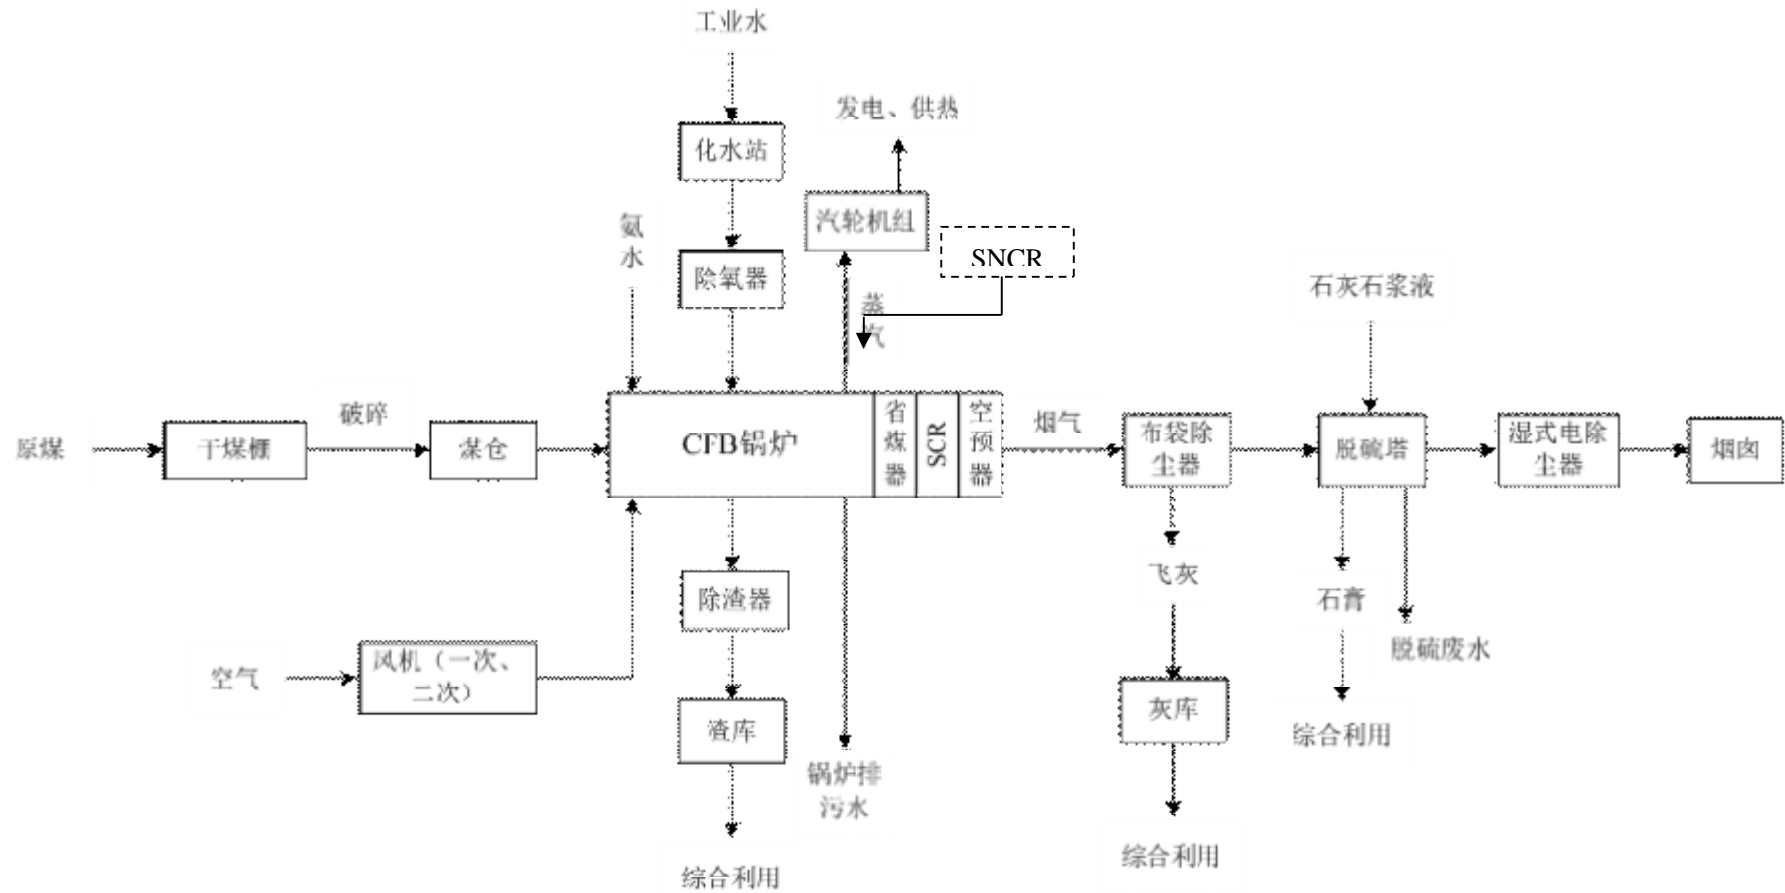 工业水
发电、供热
化水站
汽轮机组
氨
水
SNCR
除氧器
蒸
汽
石灰石浆液
破碎
原煤
干煤棚
煤仓
CFB锅炉
省
煤
器
SCR
空
预
器
烟气
布袋除
尘器
脱硫塔
湿式电除
尘器
烟囱
飞灰
石膏
除渣器
脱硫废水
空气
风机（一次、
二次）
渣库
灰库
综合利用
锅炉排
污水
综合利用
综合利用